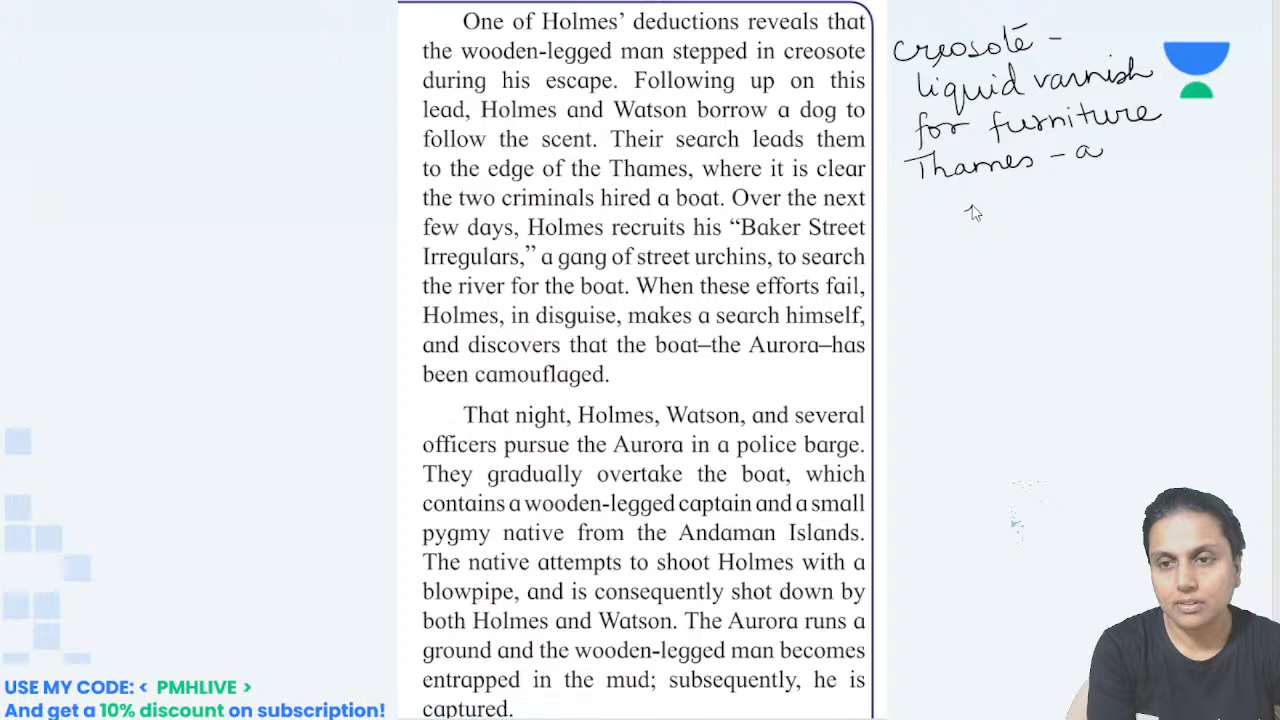 One of Holmes’ deductions reveals that
the wooden-legged man stepped in creosote
during his escape. Following up on this
lead, Holmes and Watson borrow a dog to
follow the scent. Their search leads them
to the edge of the Thames, where it is clear
the two criminals hired a boat. Over the next
few days, Holmes recruits his “Baker Street
Irregulars,” a gang of street urchins, to search
the river for the boat. When these efforts fail,
Holmes, in disguise, makes a search himself,
and discovers that the boat–the Aurora–has
been camouflaged.
That night, Holmes, Watson, and several
officers pursue the Aurora in a police barge.
They gradually overtake the boat, which
contains a wooden-legged captain and a small
pygmy native from the Andaman Islands.
The native attempts to shoot Holmes with a
blowpipe, and is consequently shot down by
both Holmes and Watson. The Aurora runs a
ground and the wooden-legged man becomes
entrapped in the mud; subsequently, he is
captured.
creosote -
liquid varnish
for furniture
Thames - a
USE MY CODE: < PMHLIVE >
And get a 10% discount on subscription!